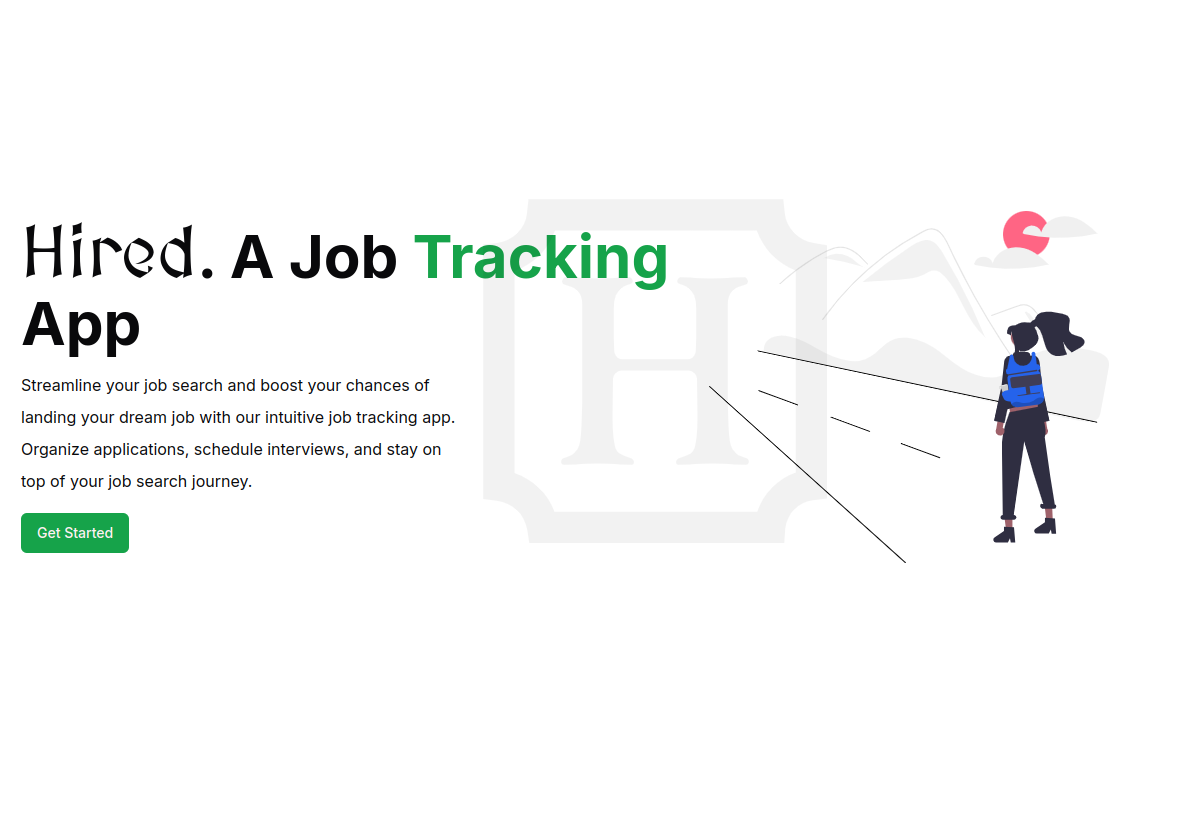 Hired. A Job Tracking
App
H
Streamline your job search and boost your chances of
landing your dream job with our intuitive job tracking app.
Organize applications, schedule interviews, and stay on
top of your job search journey.
Get Started